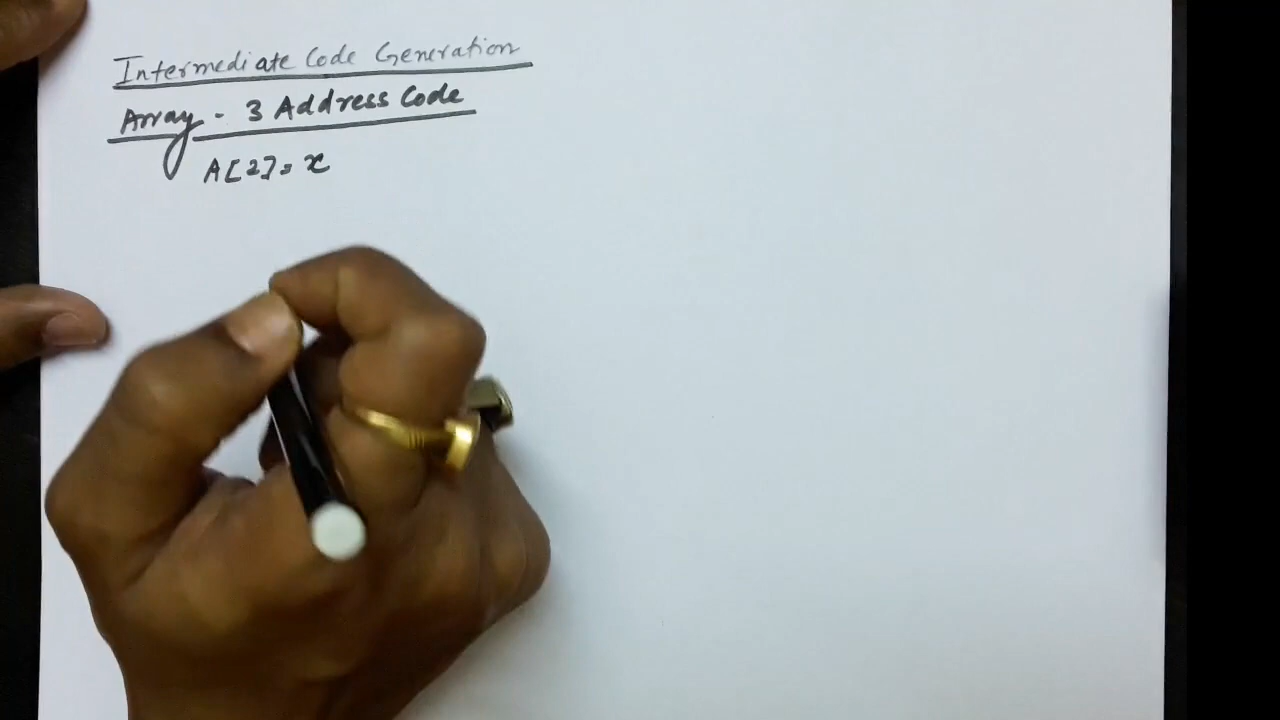 Intermediate Code Generation
Array - 3 Address Code
A[2] = x